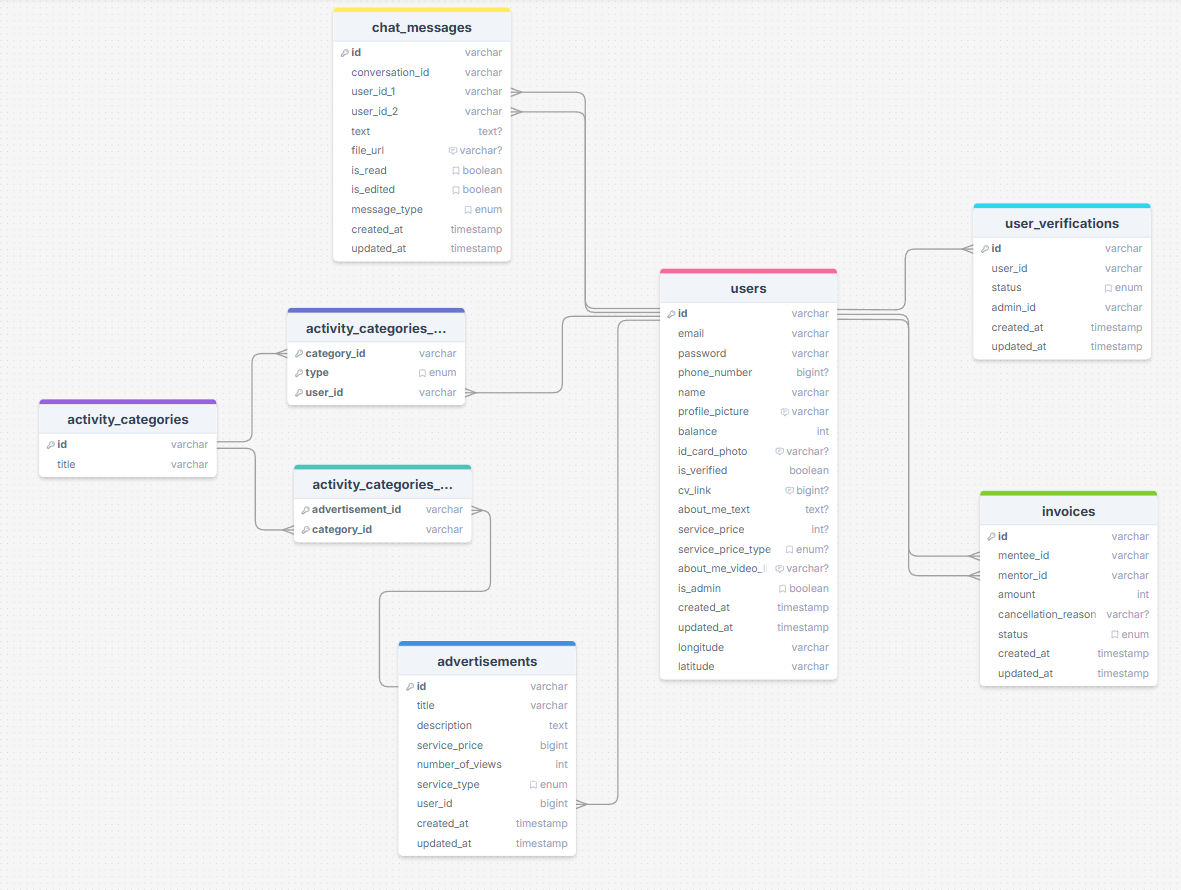 chat_messages
id varchar
conversation_id varchar
user_id_1 varchar
user_id_2 varchar
text text?
file_url varchar?
is_read boolean
is_edited boolean
message_type enum
created_at timestamp
updated_at timestamp
activity_categories_...
category_id varchar
type enum
user_id varchar
activity_categories
id varchar
title varchar
activity_categories_...
advertisement_id varchar
category_id varchar
advertisements
id varchar
title varchar
description text
service_price bigint
number_of_views int
service_type enum
user_id bigint
created_at timestamp
updated_at timestamp
users
id varchar
email varchar
password varchar
phone_number bigint?
name varchar
profile_picture varchar
balance int
id_card_photo varchar?
is_verified boolean
cv_link bigint?
about_me_text text?
service_price int?
service_price_type enum?
about_me_video_ varchar?
is_admin boolean
created_at timestamp
updated_at timestamp
longitude varchar
latitude varchar
user_verifications
id varchar
user_id varchar
status enum
admin_id varchar
created_at timestamp
updated_at timestamp
invoices
id varchar
mentee_id varchar
mentor_id varchar
amount int
cancellation_reason varchar?
status enum
created_at timestamp
updated_at timestamp